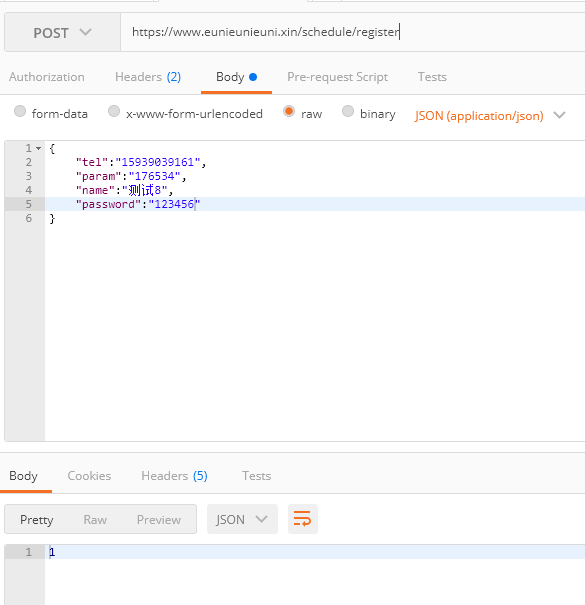 POST https://www.eunieunieuni.xin/schedule/register
Authorization Headers (2) Body Pre-request Script Tests
form-data x-www-form-urlencoded raw binary JSON (application/json)
1 {
2 "tel":"15939039161",
3 "param":"176534",
4 "name":"测试8",
5 "password":"123456"
6 }
Body Cookies Headers (5) Tests
Pretty Raw Preview JSON
1 1